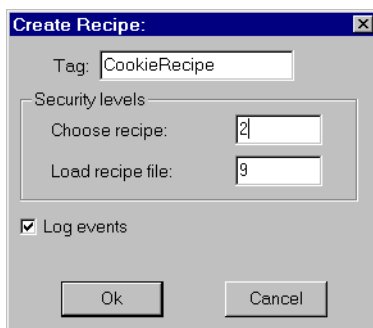 Create Recipe:
Tag: CookieRecipe
Security levels
Choose recipe: 2
Load recipe file: 9
Log events
Ok Cancel